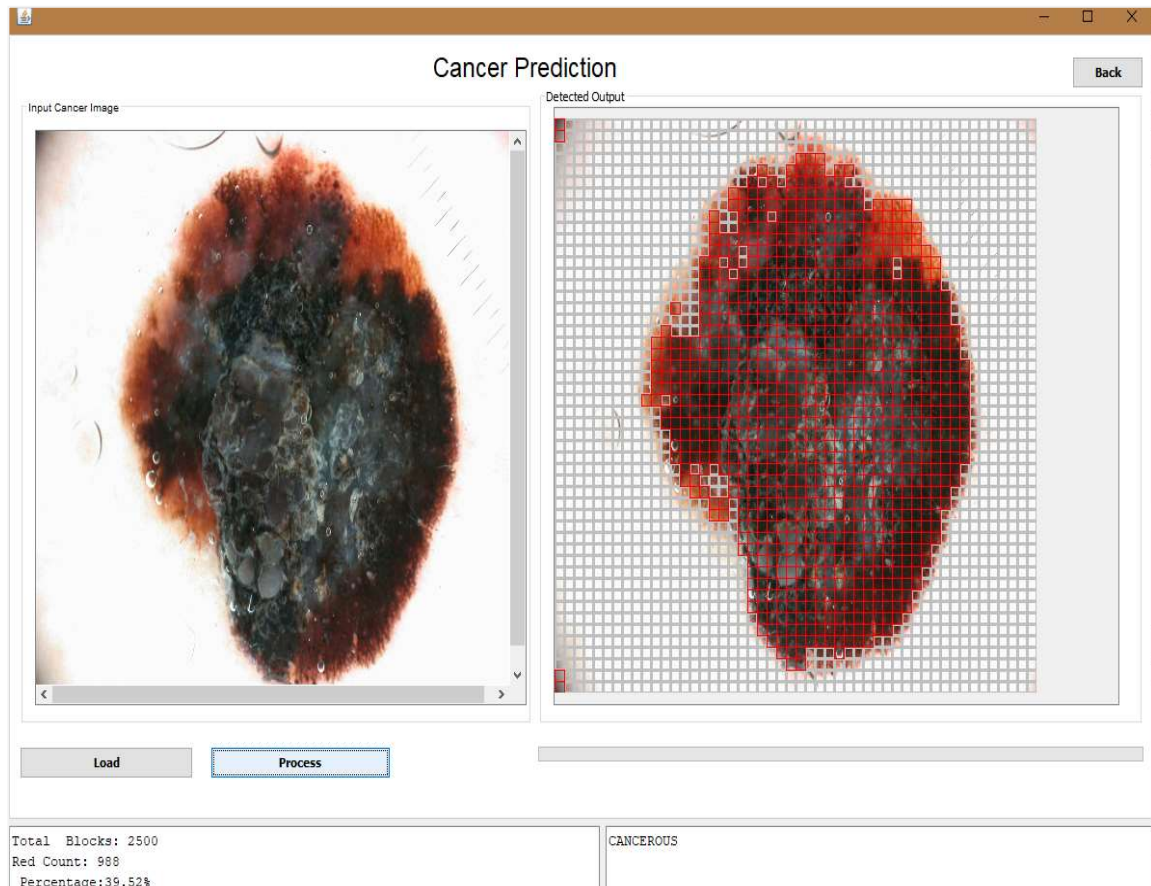 Cancer Prediction
Back
Input Cancer Image
Detected Output
Load
Process
Total  Blocks: 2500
Red Count: 988
 Percentage:39.52%
CANCEROUS